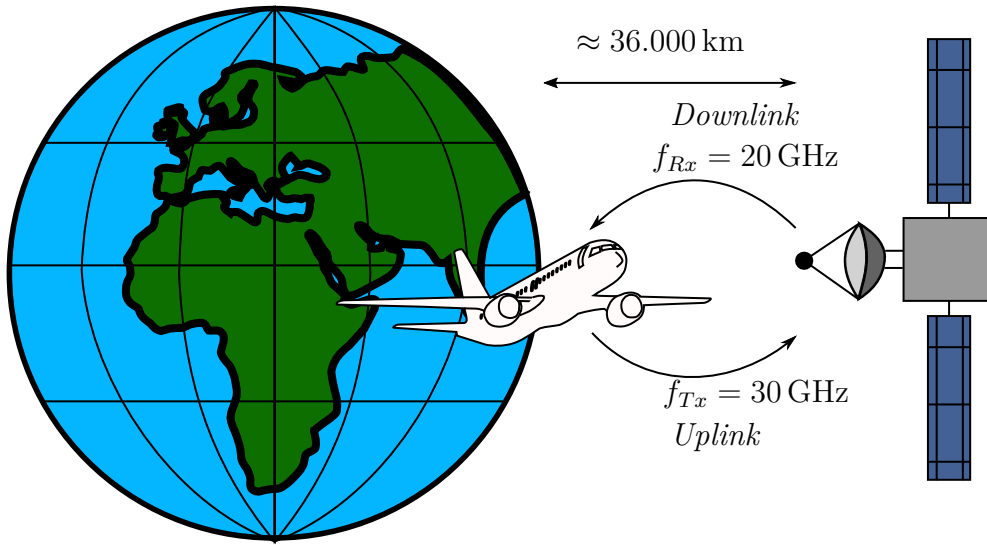 ≈ 36.000 km
Downlink
f_{Rx} = 20 GHz
f_{Tx} = 30 GHz
Uplink